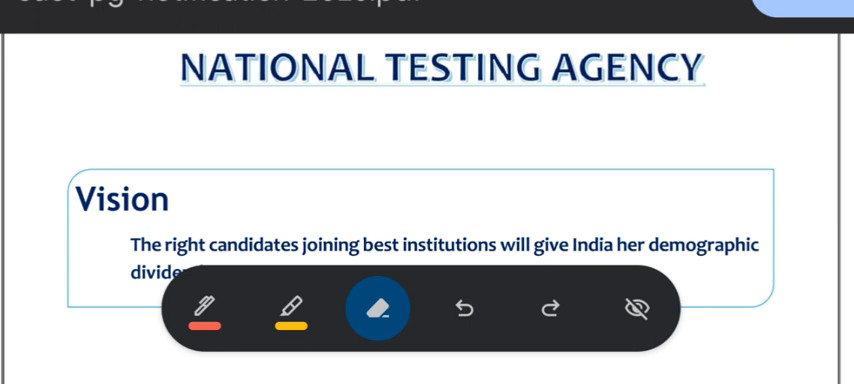 NATIONAL TESTING AGENCY
Vision
The right candidates joining best institutions will give India her demographic